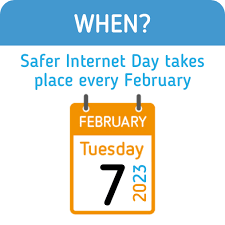 WHEN?
Safer Internet Day takes
place every February
FEBRUARY
Tuesday
7
2023